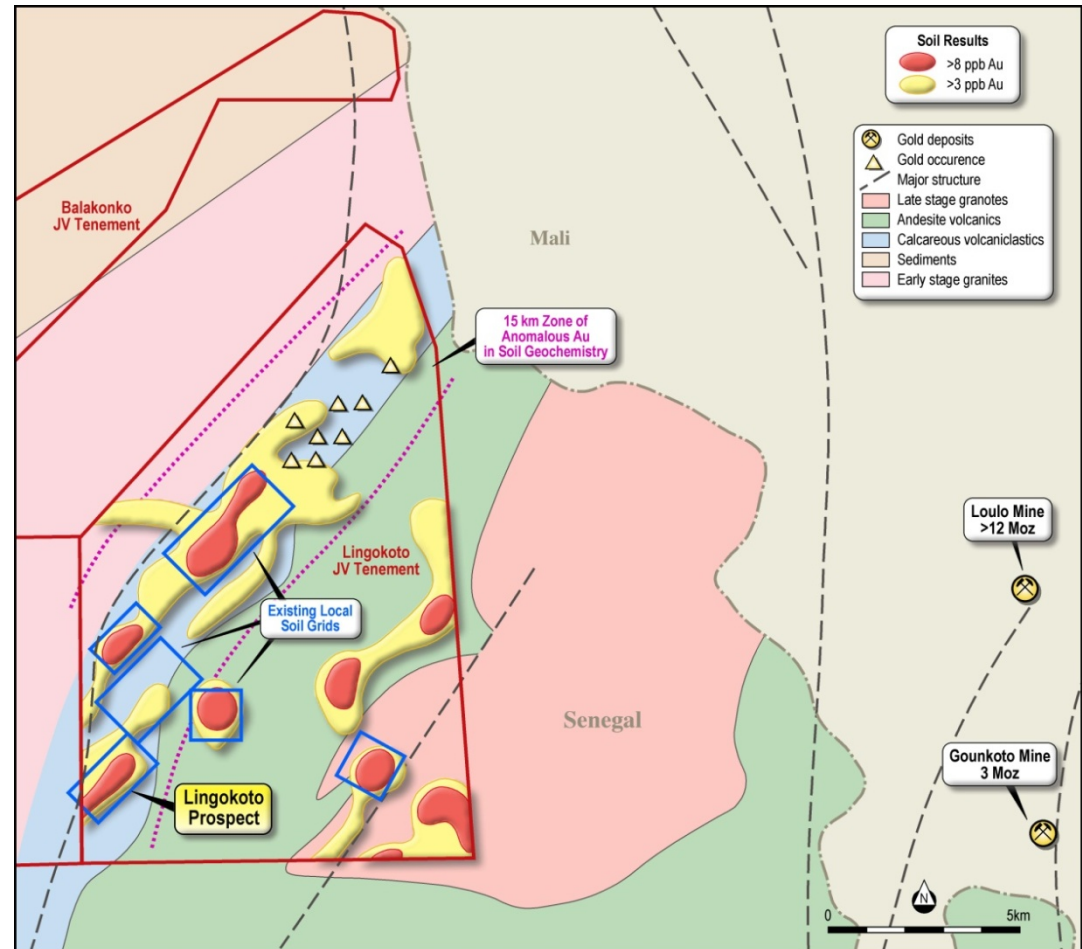 Soil Results
>8 ppb Au
>3 ppb Au
Gold deposits
Gold occurence
Major structure
Late stage granotes
Andesite volcanics
Calcareous volcaniclastics
Sediments
Early stage granites
Balakonko
JV Tenement
Mali
15 km Zone of
Anomalous Au
in Soil Geochemistry
Loulo Mine
>12 Moz
Lingokoto
JV Tenement
Existing Local
Soil Grids
Senegal
Gounkoto Mine
3 Moz
Lingokoto
Prospect
N
0
5km